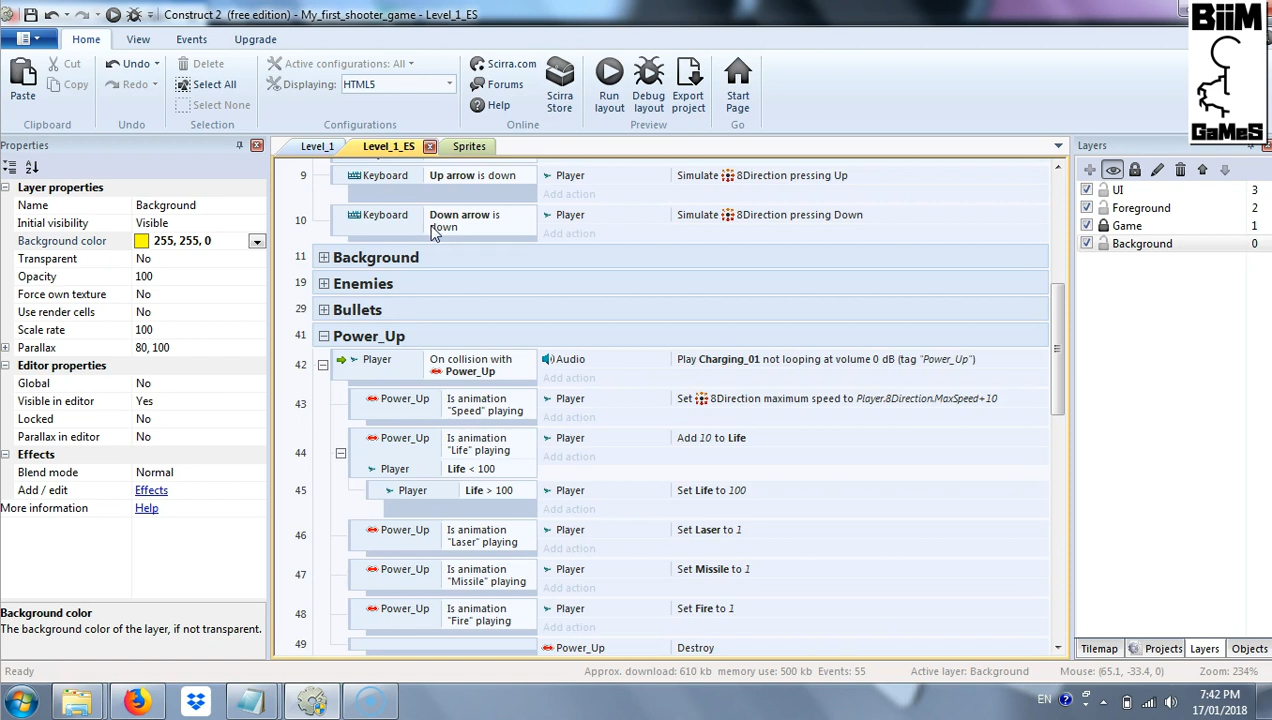 Construct 2 (free edition) - My_first_shooter_game - Level_1_ES
BiiM
GaMeS
Home View Events Upgrade
Paste
Cut
Copy
Clipboard
Undo
Redo
Undo
Delete
Select All
Select None
Selection
Active configurations: All
Displaying: HTML5
Configurations
Scirra.com
Forums
Help
Scirra Store
Online
Run layout
Debug layout
Export project
Preview
Start Page
Go
Properties
Layer properties
Name Background
Initial visibility Visible
Background color 255, 255, 0
Transparent No
Opacity 100
Force own texture No
Use render cells No
Scale rate 100
Parallax 80, 100
Editor properties
Global No
Visible in editor Yes
Locked No
Parallax in editor No
Effects
Blend mode Normal
Add / edit Effects
More information Help
Background color
The background color of the layer, if not transparent.
Level_1 Level_1_ES Sprites
9 Keyboard Up arrow is down Player Simulate 8Direction pressing Up
Add action
10 Keyboard Down arrow is down Player Simulate 8Direction pressing Down
Add action
11 Background
19 Enemies
29 Bullets
41 Power_Up
42 Player On collision with Power_Up Audio Play Charging_01 not looping at volume 0 dB (tag "Power_Up")
Add action
43 Power_Up Is animation "Speed" playing Player Set 8Direction maximum speed to Player.8Direction.MaxSpeed+10
Add action
44 Power_Up Is animation "Life" playing Player Add 10 to Life
Add action
Player Life < 100
45 Player Life > 100 Player Set Life to 100
Add action
46 Power_Up Is animation "Laser" playing Player Set Laser to 1
Add action
47 Power_Up Is animation "Missile" playing Player Set Missile to 1
Add action
48 Power_Up Is animation "Fire" playing Player Set Fire to 1
Add action
49 Power_Up Destroy
Layers
UI 3
Foreground 2
Game 1
Background 0
Tilemap Projects Layers Objects
Ready
Approx. download: 610 kb memory use: 500 kb Events: 55 Active layer: Background Mouse: (65.1, -33.4, 0) Zoom: 234%
EN
7:42 PM
17/01/2018